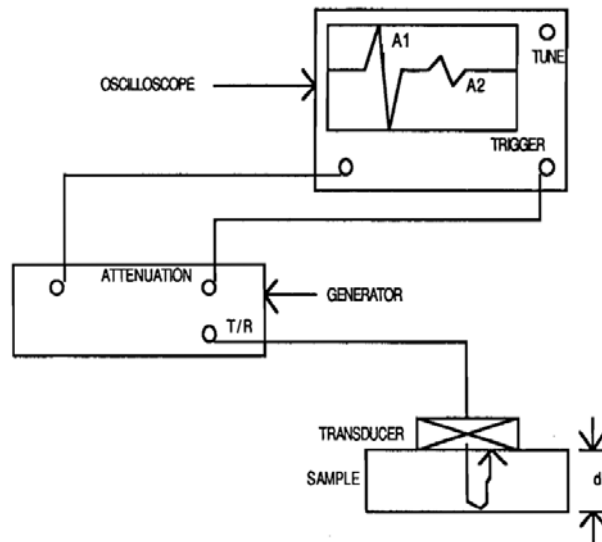 A1
TUNE
OSCILLOSCOPE
A2
TRIGGER
ATTENUATION
GENERATOR
T/R
TRANSDUCER
SAMPLE
d